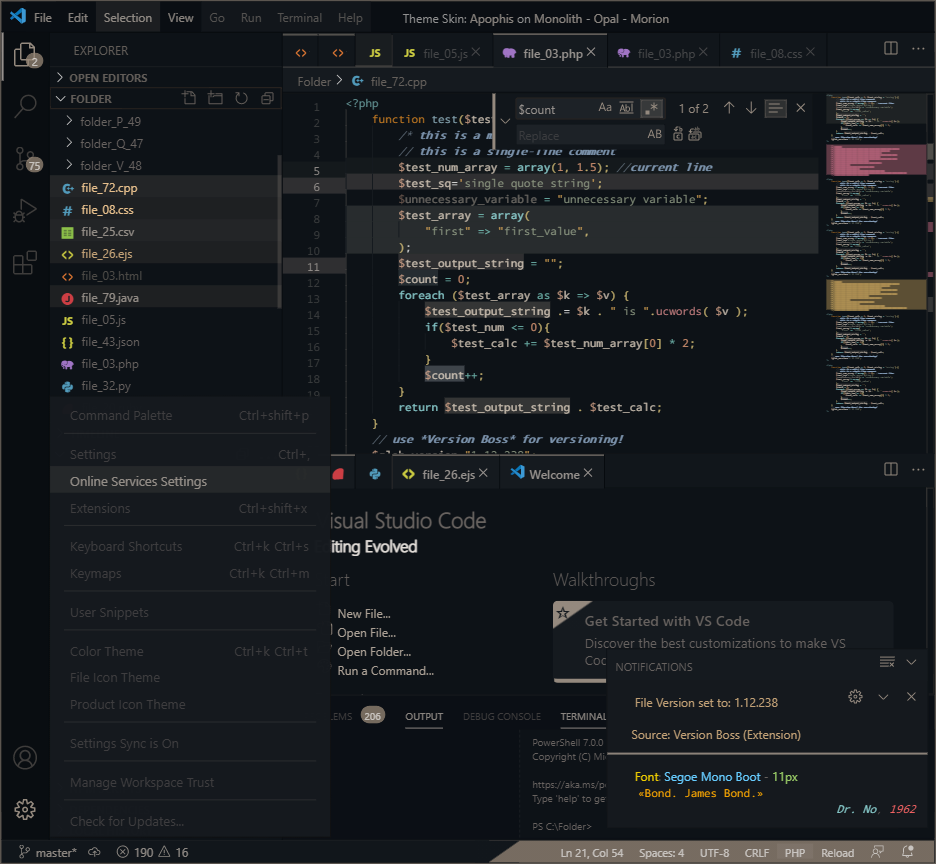 File Edit Selection View Go Run Terminal Help Theme Skin: Apophis on Monolith - Opal - Morion
2
75
EXPLORER
OPEN EDITORS
FOLDER
folder_P_49
folder_Q_47
folder_V_48
file_72.cpp
file_08.css
file_25.csv
file_26.ejs
file_03.html
file_79.java
file_05.js
file_43.json
file_03.php
file_32.py
JS JS file_05.js file_03.php file_03.php file_08.css
Folder > file_72.cpp
$count Aa Abl .* 1 of 2
Replace AB
1 <?php
2 function test($tes
3 /* this is a m
4 // this is a single-line comment
5 $test_num_array = array(1, 1.5); //current line
6 $test_sq='single quote string';
7 $unnecessary_variable = "unnecessary variable";
8 $test_array = array(
9 "first" => "first_value",
10 );
11 $test_output_string = "";
12 $count = 0;
13 foreach ($test_array as $k => $v) {
14 $test_output_string .= $k . " is ".ucwords( $v );
15 if($test_num <= 0){
16 $test_calc += $test_num_array[0] * 2;
17 }
18 $count++;
19 }
return $test_output_string . $test_calc;
}
// use *Version Boss* for versioning!
Command Palette Ctrl+shift+p
Settings Ctrl+,
Online Services Settings
Extensions Ctrl+shift+x
Keyboard Shortcuts Ctrl+k Ctrl+s
Keymaps Ctrl+k Ctrl+m
User Snippets
Color Theme Ctrl+k Ctrl+t
File Icon Theme
Product Icon Theme
Settings Sync is On
Manage Workspace Trust
Check for Updates...
file_26.ejs Welcome
isual Studio Code
iting Evolved
art
New File...
Open File...
Open Folder...
Run a Command...
Walkthroughs
Get Started with VS Code
Discover the best customizations to make VS
Coc
LEMS 206 OUTPUT DEBUG CONSOLE TERMINAL
PowerShell 7.0.0
Copyright (C) Mi
https://aka.ms/p
Type 'help' to ge
PS C:\Folder>
NOTIFICATIONS
File Version set to: 1.12.238
Source: Version Boss (Extension)
Font: Segoe Mono Boot - 11px
«Bond. James Bond.»
Dr. No, 1962
master* 190 16 Ln 21, Col 54 Spaces: 4 UTF-8 CRLF PHP Reload